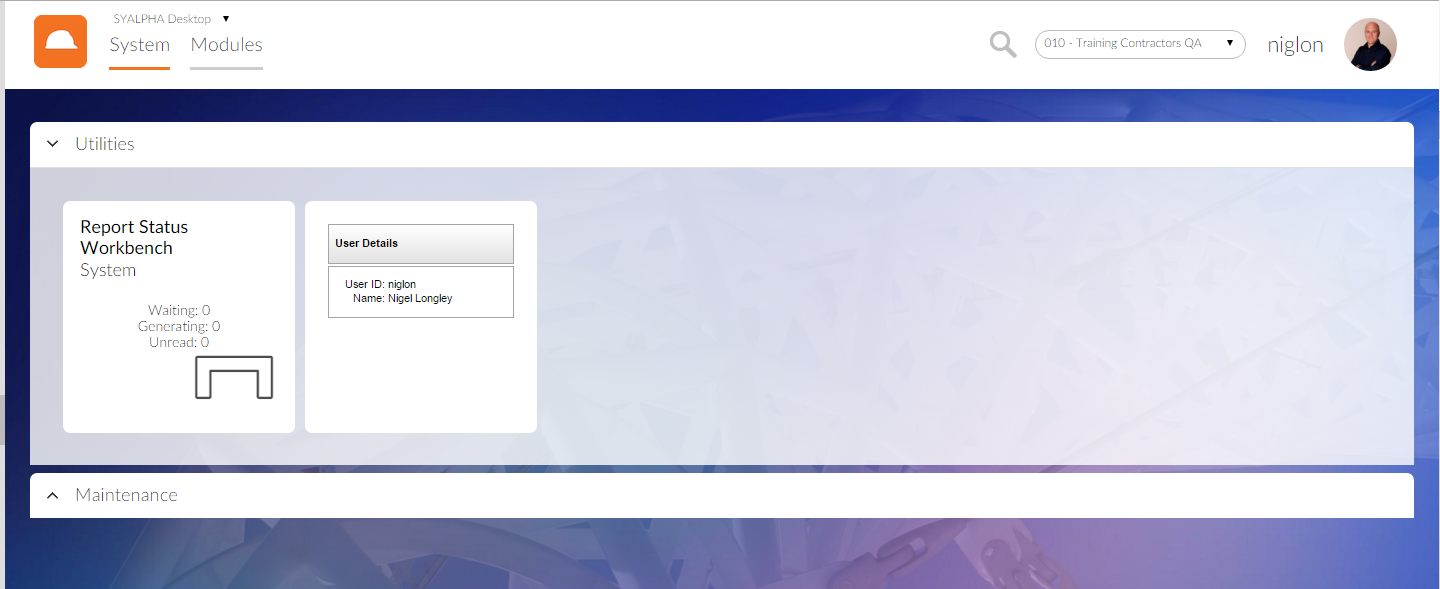 SYALPHA Desktop
System Modules
010 - Training Contractors QA
niglon
Utilities
Report Status
Workbench
System
Waiting: 0
Generating: 0
Unread: 0
User Details
User ID: niglon
Name: Nigel Longley
Maintenance